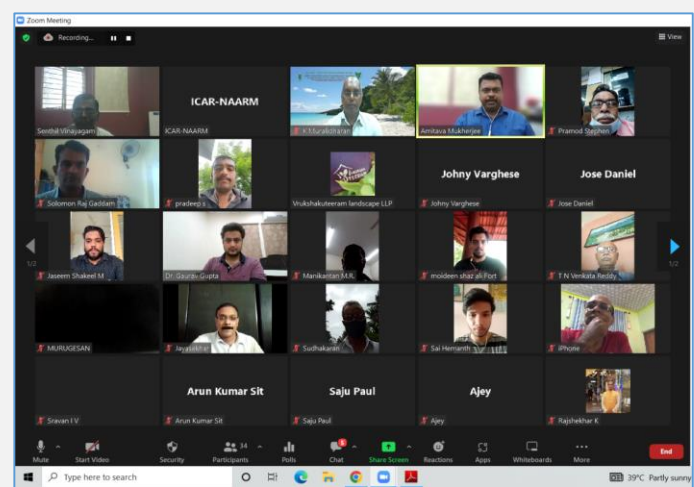 Zoom Meeting
Recording...
View
Senthil Vinayagam
ICAR-NAARM
ICAR-NAARM
K Muralidharan
Amitava Mukherjee
Pramod Stephen
Solomon Raj Gaddam
pradeep s
Vrukshakuteeram landscape LLP
Johny Varghese
Johny Varghese
Jose Daniel
Jose Daniel
1/2
Jaseem Shakeel M
Dr. Gaurav Gupta
Manikantan M.R.
moideen shaz ali-Fort
T N Venkata Reddy
1/2
MURUGESAN
Jayasekhar
Sudhakaran
Sai Hemanth
iPhone
Sravan I V
Arun Kumar Sit
Arun Kumar Sit
Saju Paul
Saju Paul
Ajey
Ajey
Rajshekhar K
34
Mute
Start Video
Security
Participants
Polls
Chat
Share Screen
Reactions
Apps
Whiteboards
More
End
Type here to search
39°C Partly sunny